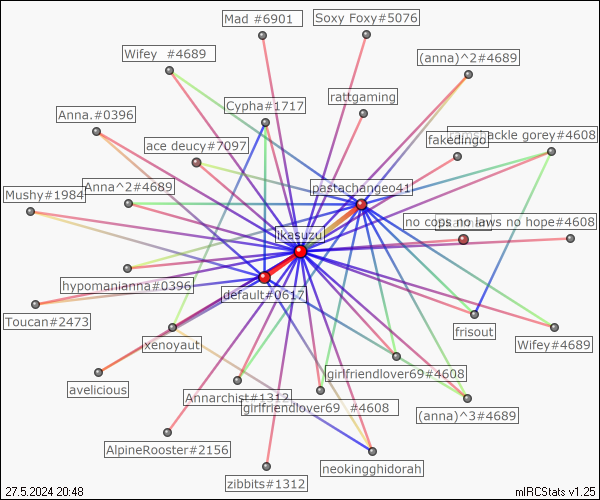 Mad #6901
Soxy Foxy#5076
Wifey  #4689
(anna)^2#4689
rattgaming
Cypha#1717
Anna.#0396
fakedingo
ackle gorey#4608
ace deucy#7097
Anna^2#4689
pastachangeo41
Mushy#1984
no cops no laws no hope#4608
ikasuzu
hypomanianna#0396
default#0617
Toucan#2473
frisout
xenoyaut
Wifey#4689
girlfriendlover69#4608
avelicious
Annarchist#1312
girlfriendlover69  #4608
(anna)^3#4689
AlpineRooster#2156
neokingghidorah
zibbits#1312
27.5.2024 20:48
mIRCStats v1.25